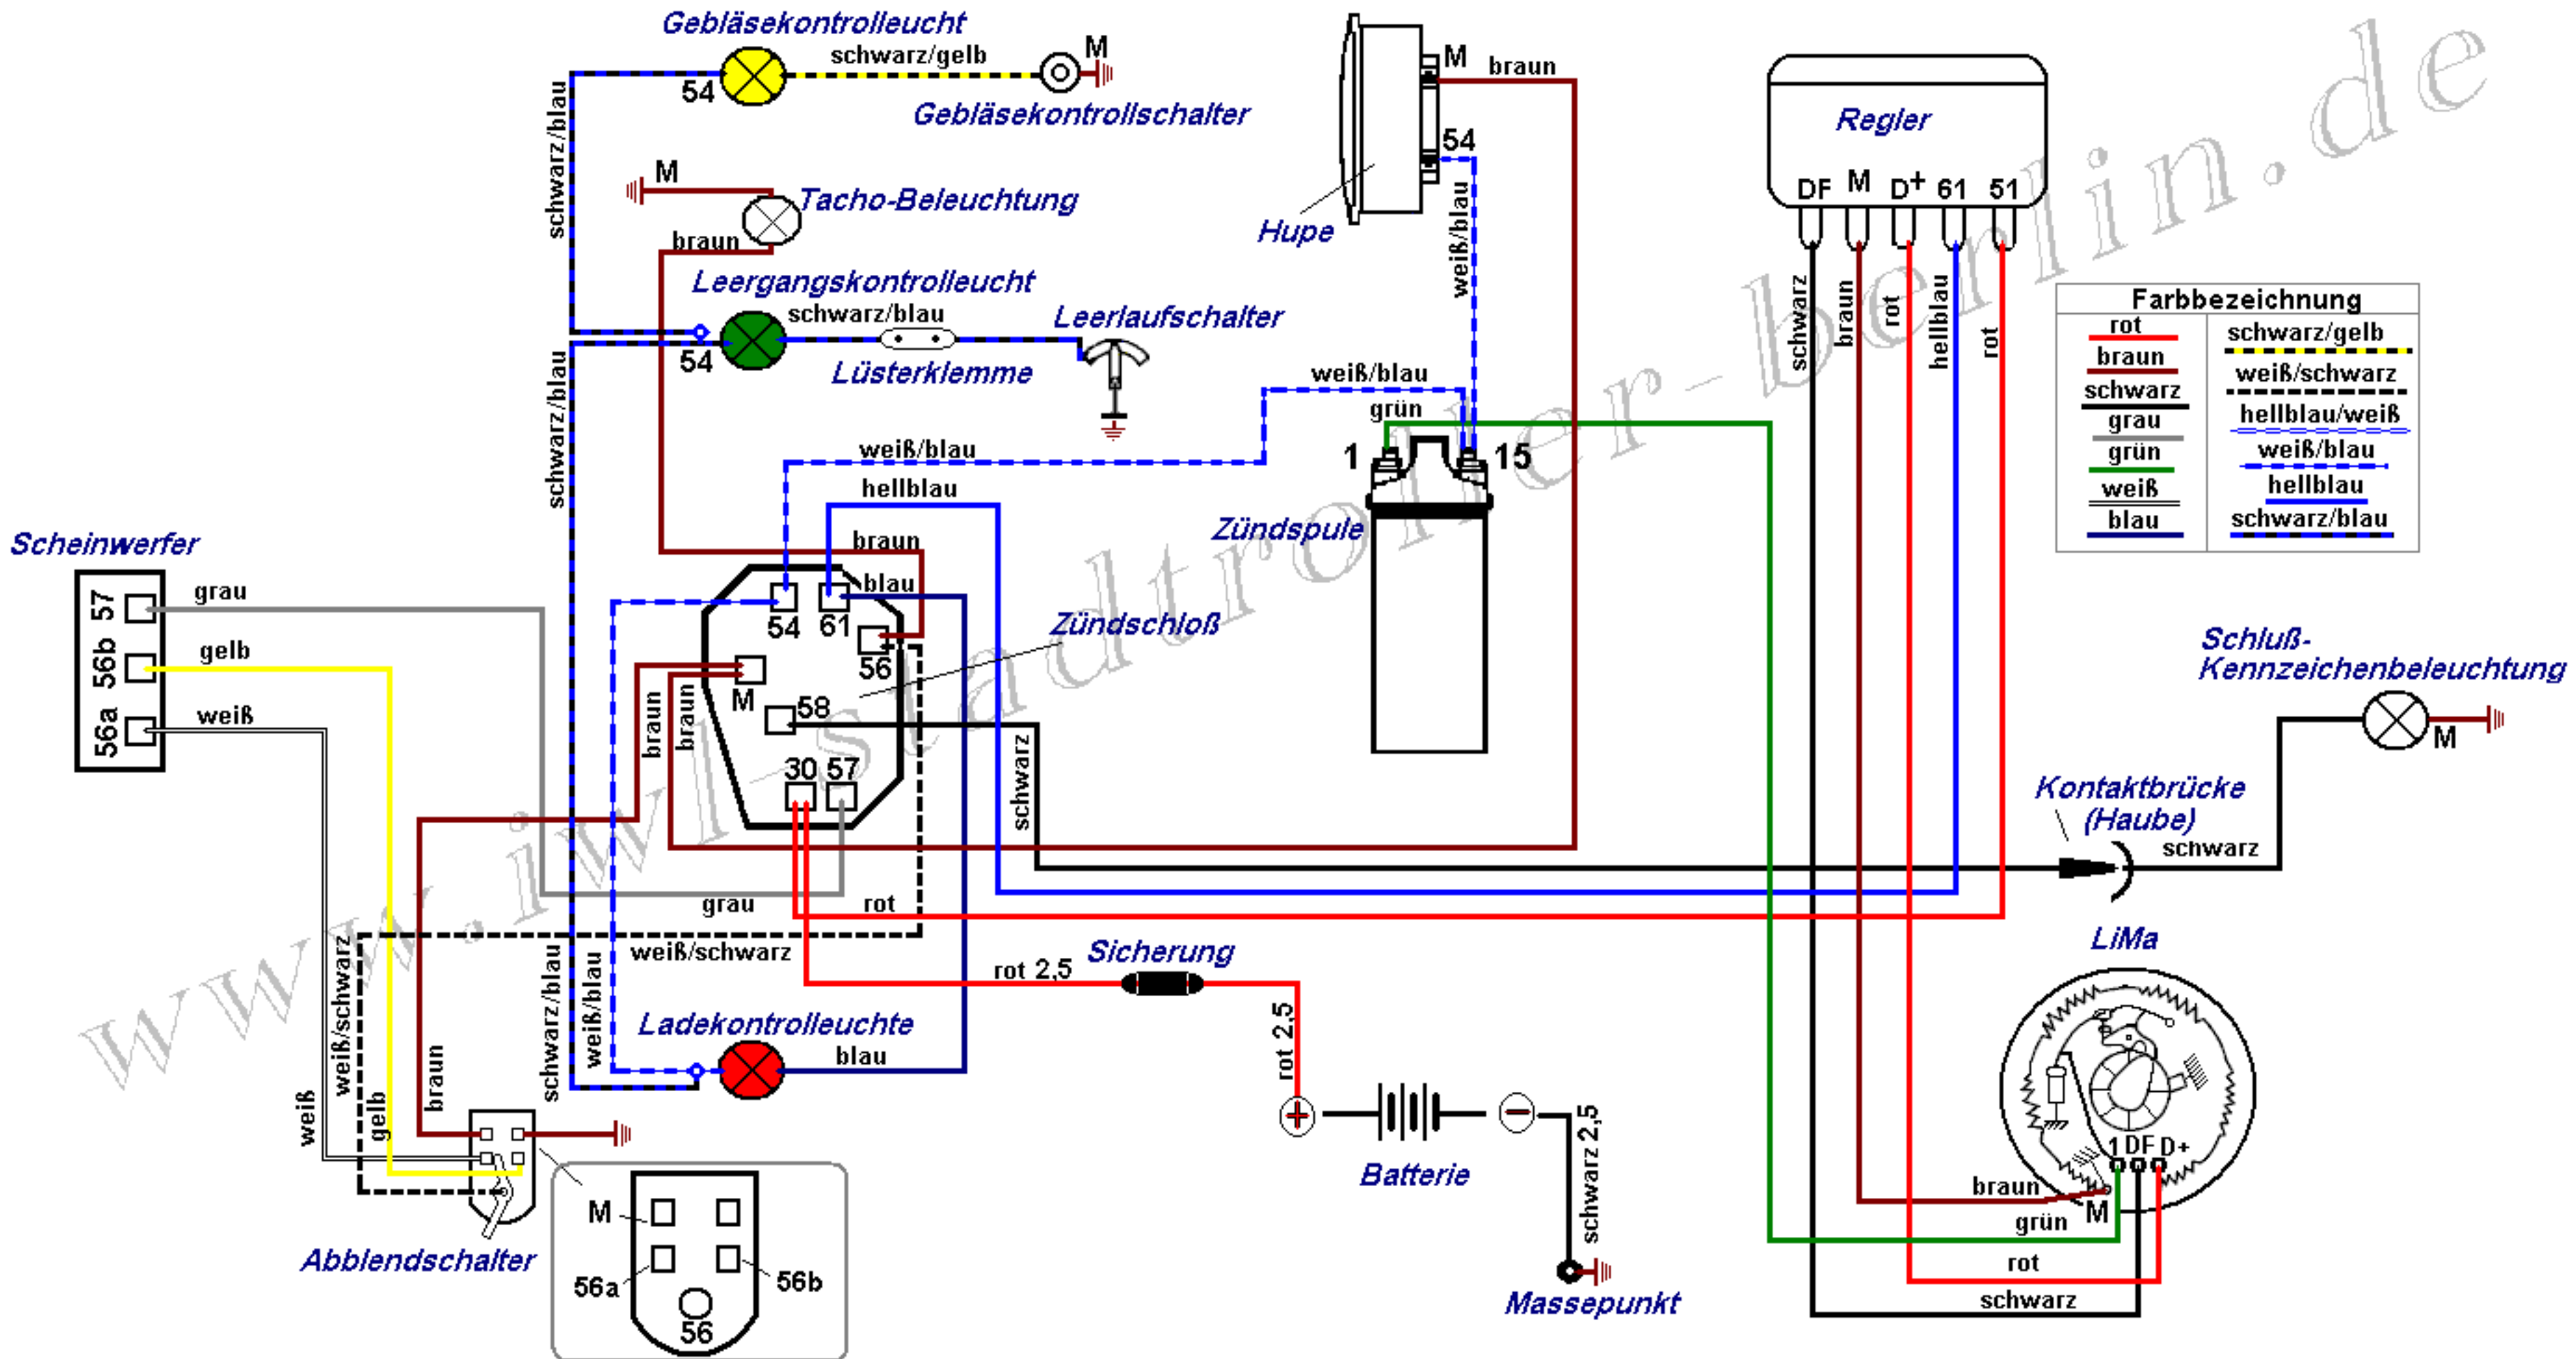 Gebläsekontrolleucht
schwarz/gelb
M
54
Gebläsekontrollschalter
schwarz/blau
M
Tacho-Beleuchtung
braun
Leergangskontrolleucht
schwarz/blau
Leerlaufschalter
54
Lüsterklemme
schwarz/blau
M
braun
54
weiß/blau
Hupe
Regler
DF M D+ 61 51
schwarz
braun
rot
hellblau
rot
Farbbezeichnung
rot
schwarz/gelb
braun
weiß/schwarz
schwarz
hellblau/weiß
grau
weiß/blau
grün
hellblau
weiß
schwarz/blau
blau
weiß/blau
grün
1
15
Zündspule
weiß/blau
hellblau
braun
blau
54
61
56
Zündschloß
M
58
30 57
braun
braun
schwarz
Scheinwerfer
57
grau
56b
gelb
56a
weiß
Schluß-
Kennzeichenbeleuchtung
M
Kontaktbrücke
(Haube)
schwarz
grau
rot
weiß/schwarz
weiß/schwarz
schwarz/blau
weiß/blau
rot 2,5
Sicherung
rot 2,5
Ladekontrolleuchte
blau
weiß
gelb
braun
Abblendschalter
M
56a
56b
56
+
−
Batterie
schwarz 2,5
Massepunkt
LiMa
1 DF D+
braun
M
grün
rot
schwarz
www.iwl-stadtroller-berlin.de